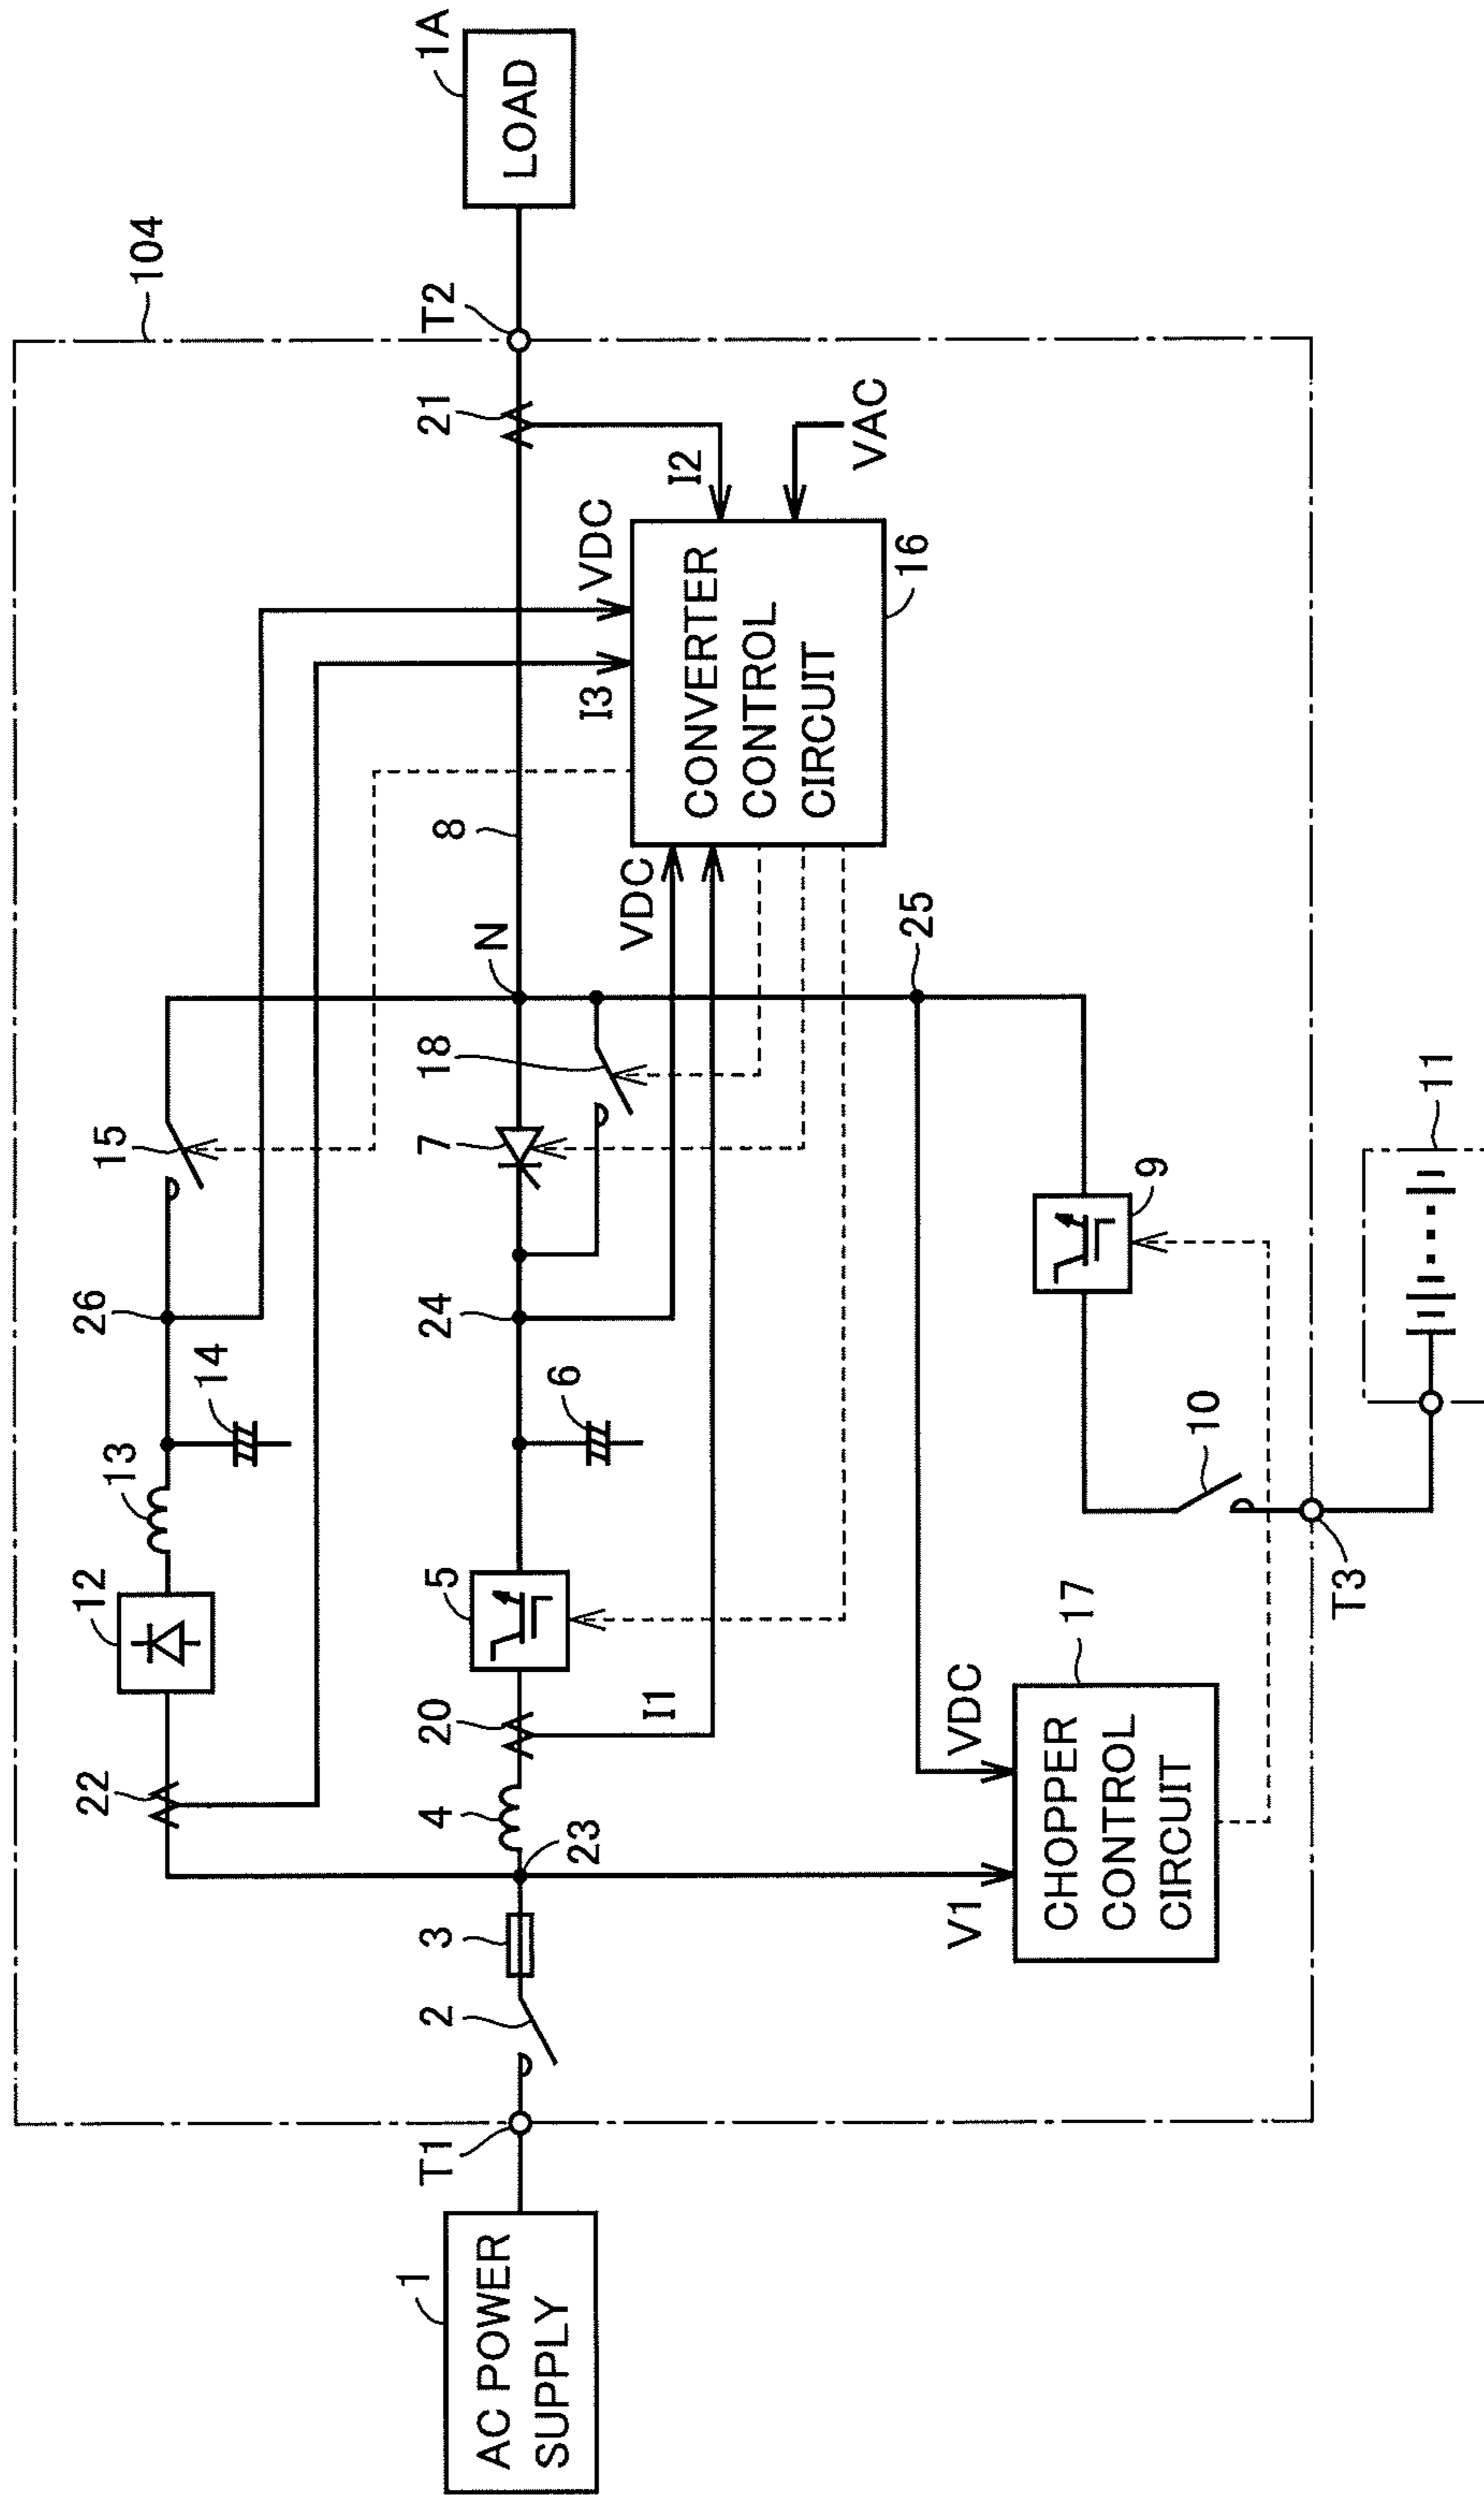 104
22
12
13
14
26
15
1
AC POWER
SUPPLY
T1
2
3
23
4
20
I1
5
6
24
7
18
N
8
VDC
I3
VDC
I2
21
T2
1A
LOAD
CONVERTER
CONTROL
CIRCUIT
16
VAC
V1
VDC
25
CHOPPER
CONTROL
CIRCUIT
17
10
9
T3
11